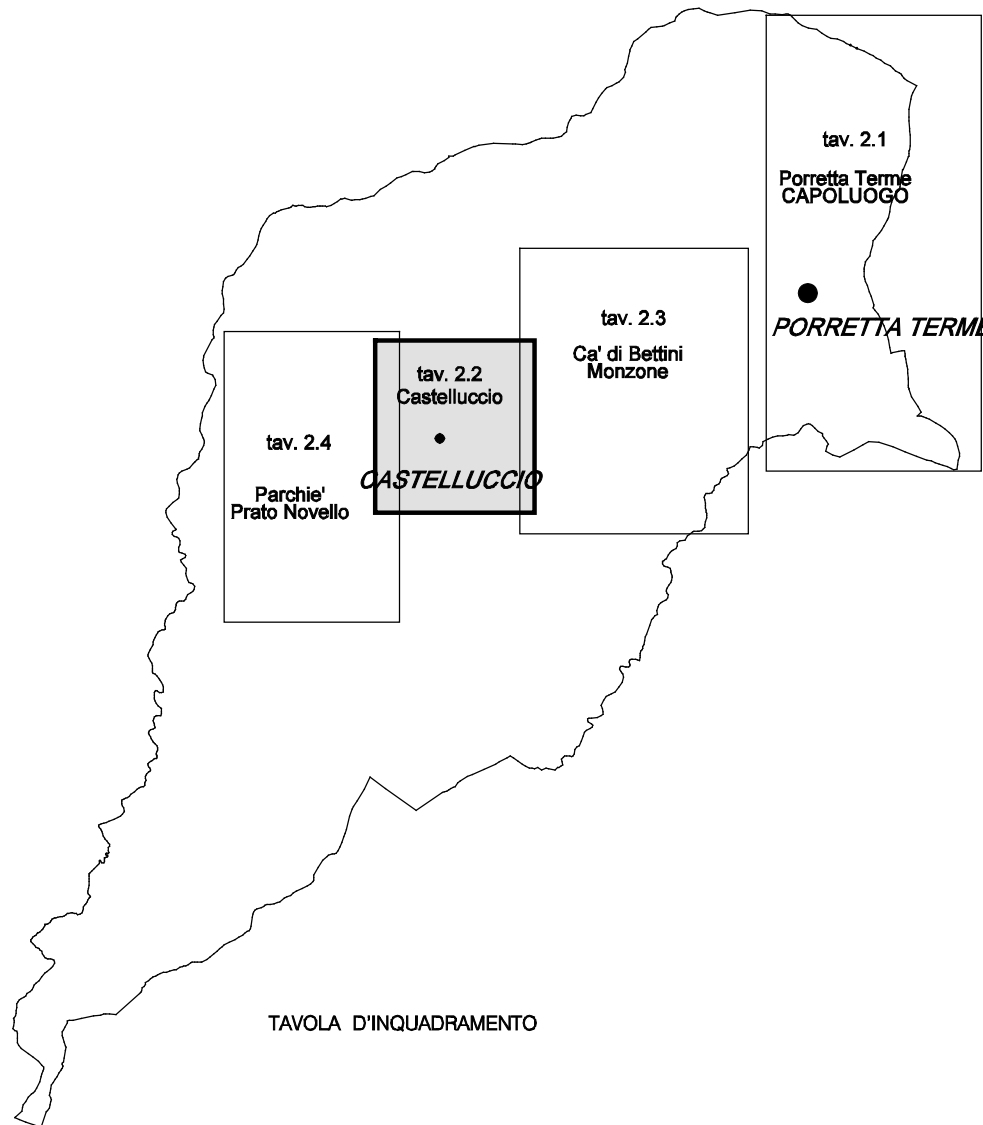 tav. 2.1
Porretta Terme
CAPOLUOGO
PORRETTA TERME
tav. 2.3
Ca' di Bettini
Monzone
tav. 2.2
Castelluccio
CASTELLUCCIO
tav. 2.4
Parchie'
Prato Novello
TAVOLA D'INQUADRAMENTO